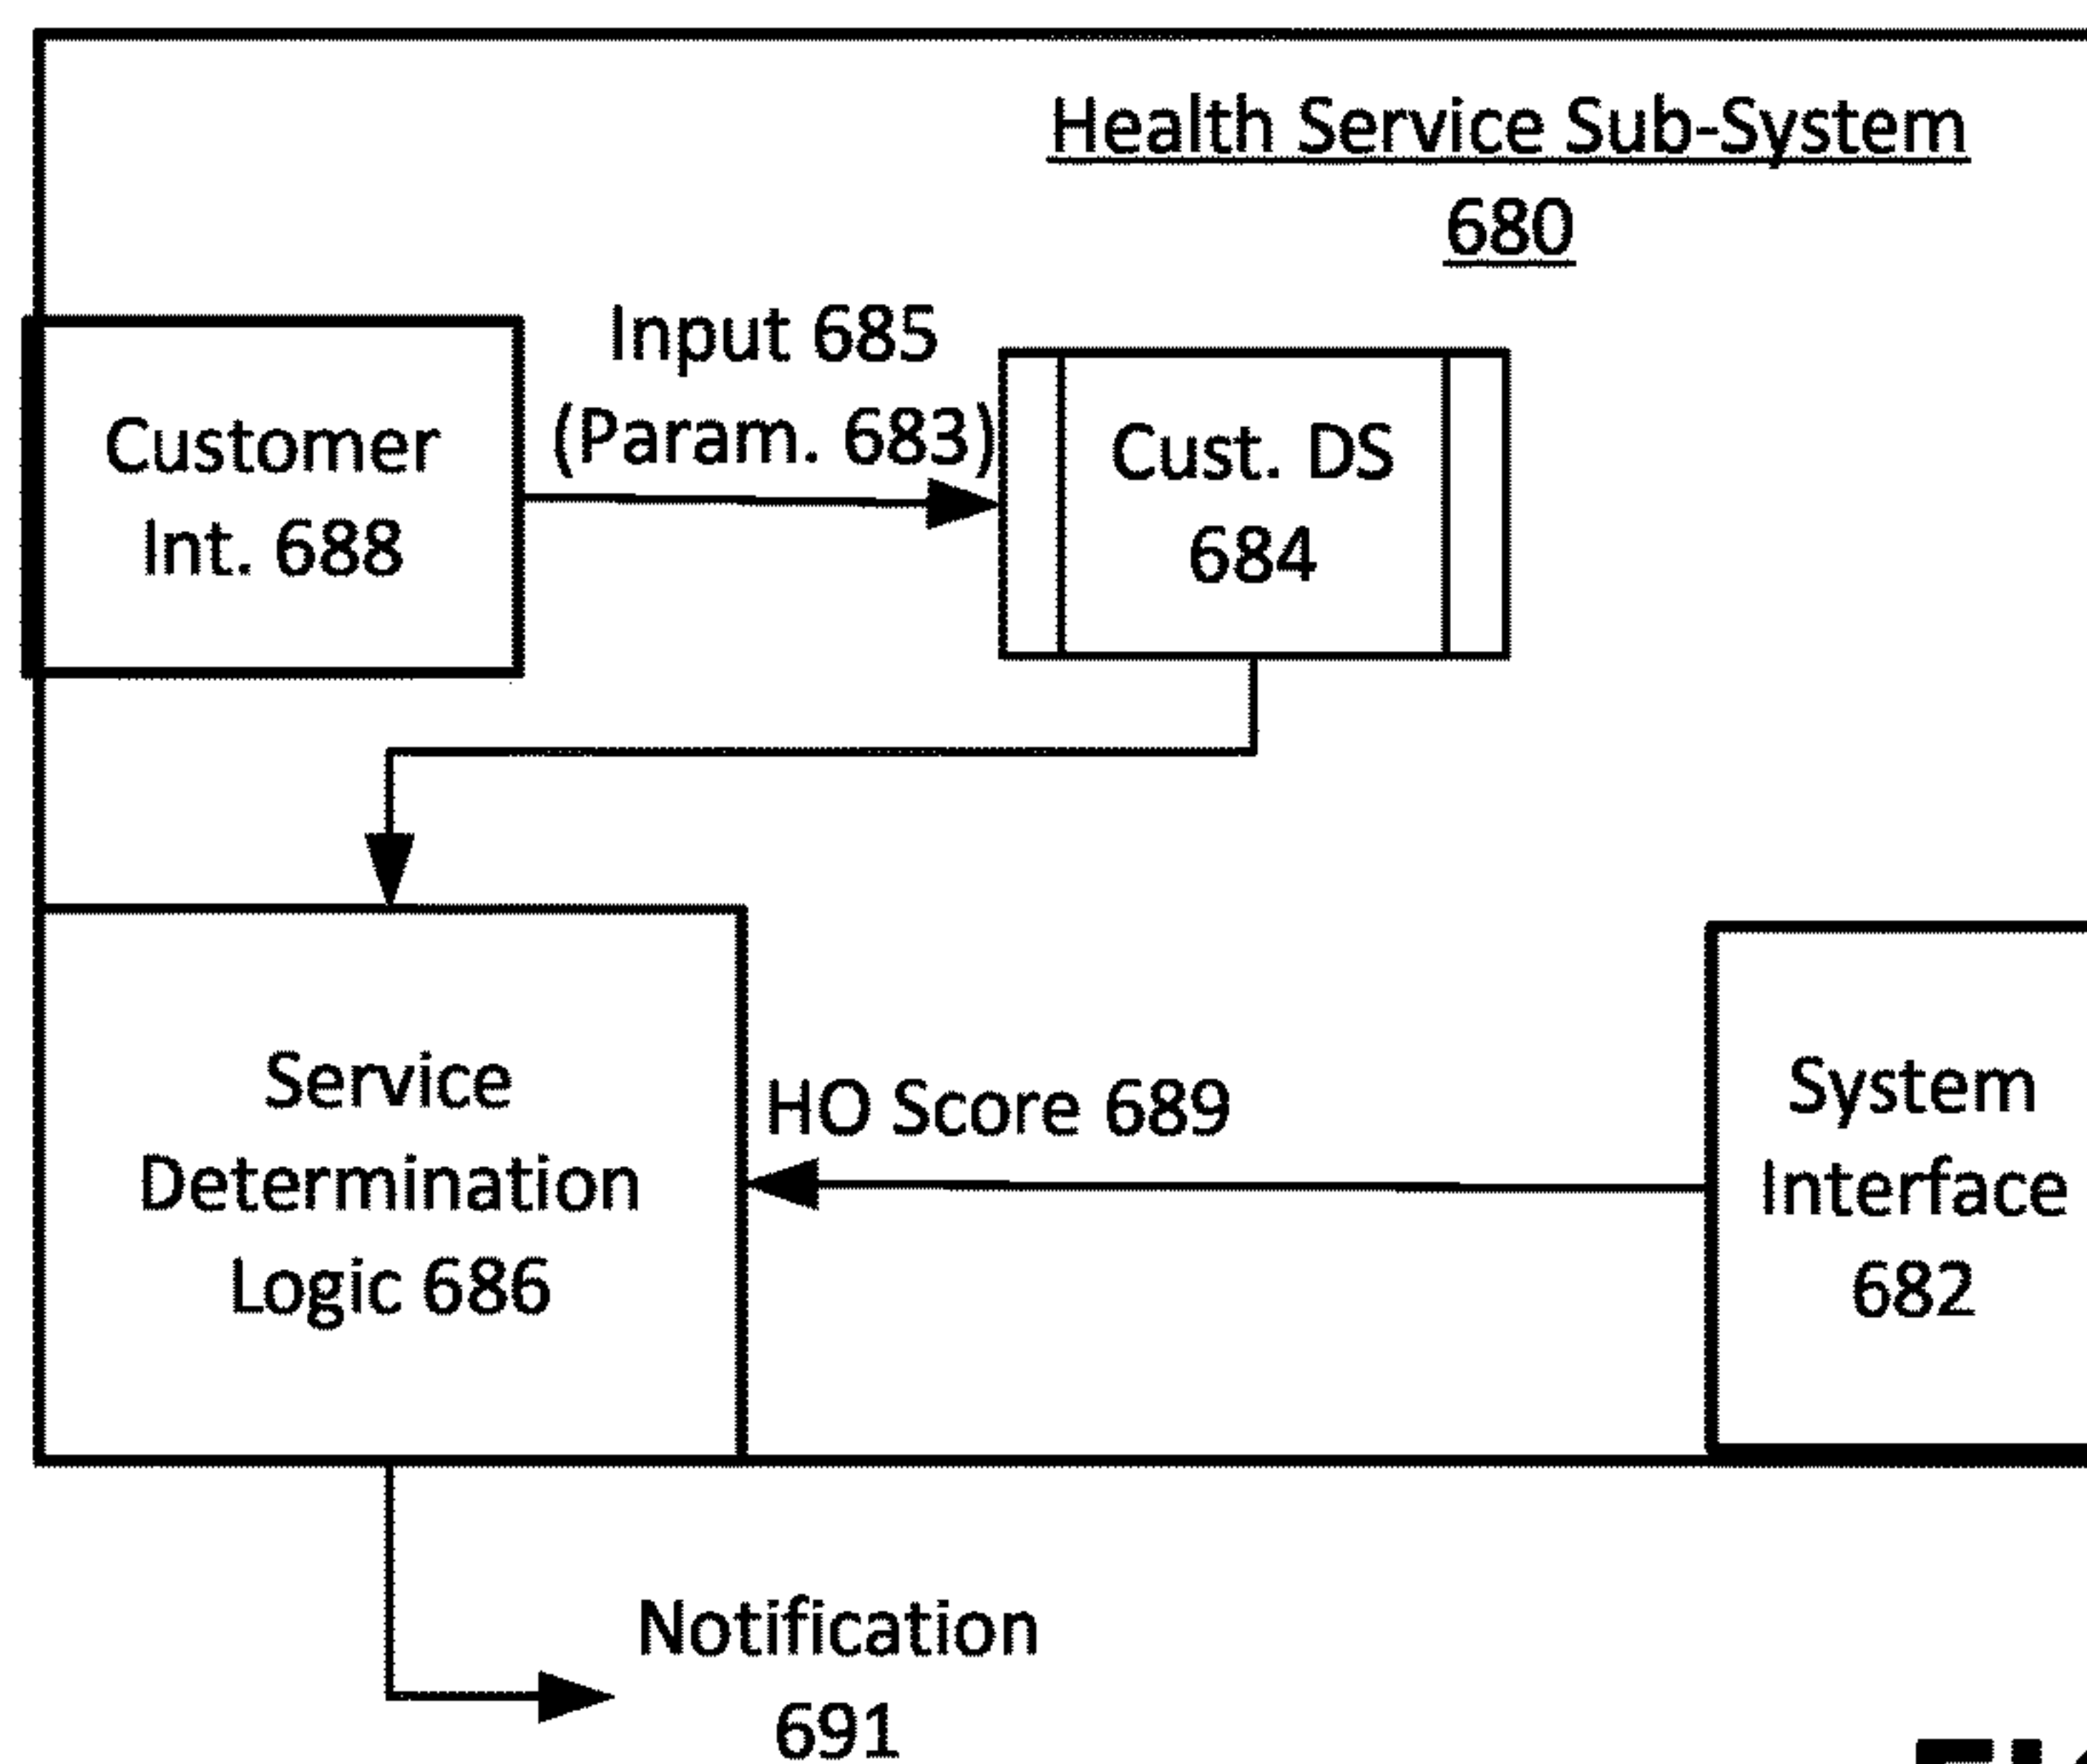 Health Service Sub-System
680
Input 685
(Param. 683)
Customer
Int. 688
Cust. DS
684
Service
Determination
Logic 686
HO Score 689
System
Interface
682
Notification
691